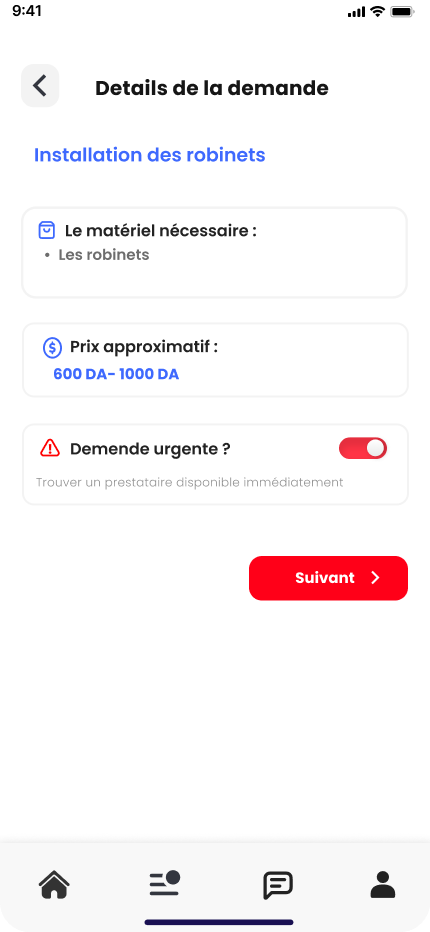 9:41
Details de la demande
Installation des robinets
Le matériel nécessaire :
• Les robinets
Prix approximatif :
600 DA- 1000 DA
Demende urgente ?
Trouver un prestataire disponible immédiatement
Suivant